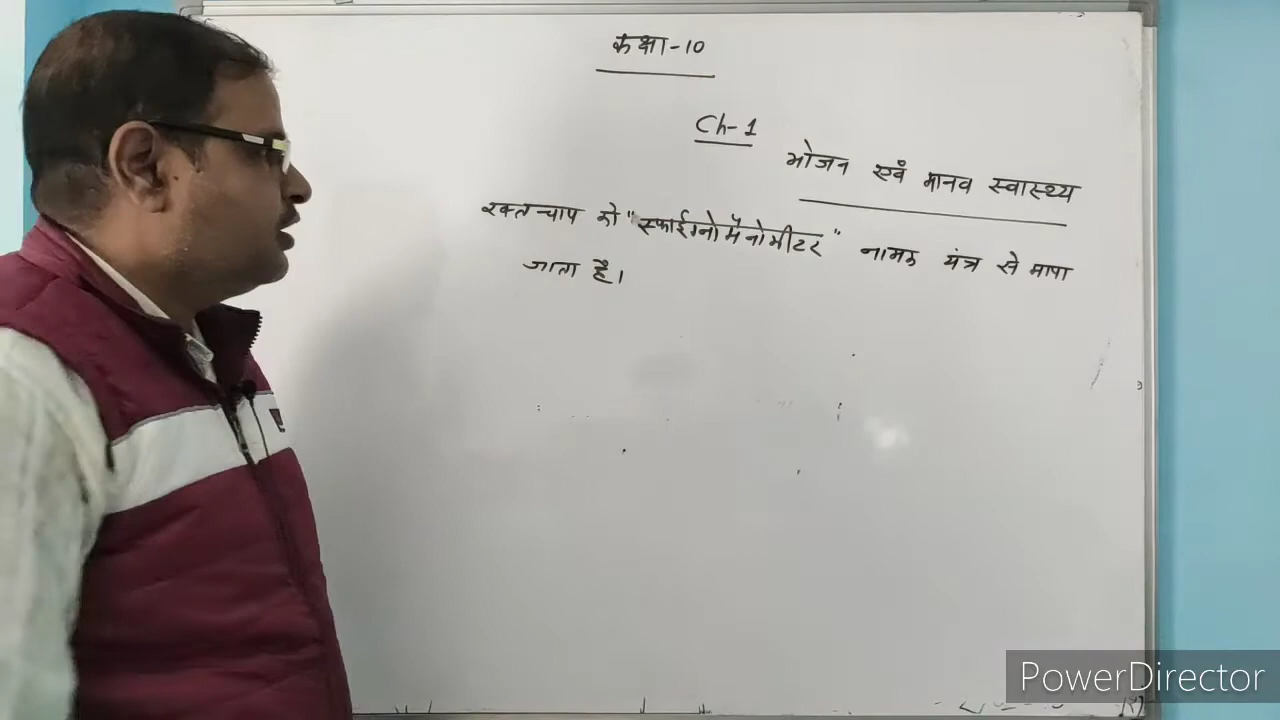 कक्षा-10
Ch-1
भोजन एवं मानव स्वास्थ्य
रक्तचाप को "स्फाईग्नोमैनोमीटर" नामक यंत्र से मापा
जाता है।
PowerDirector